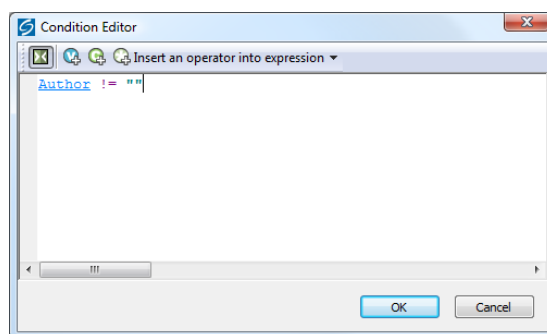 Condition Editor
Insert an operator into expression
Author != ""
OK Cancel